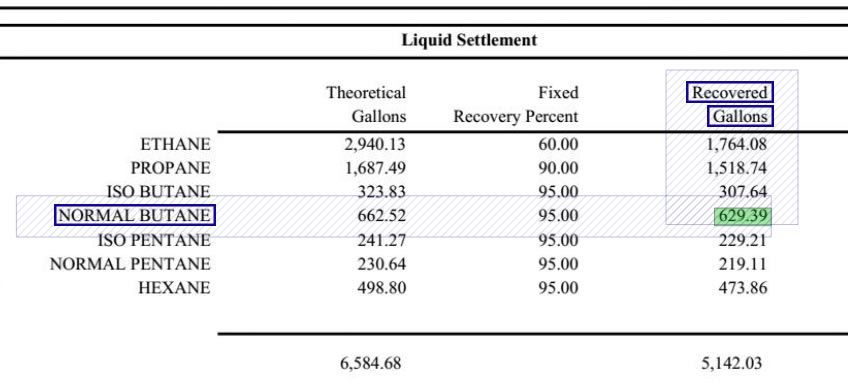 Liquid Settlement
Theoretical Fixed Recovered
Gallons Recovery Percent Gallons
ETHANE 2,940.13 60.00 1,764.08
PROPANE 1,687.49 90.00 1,518.74
ISO BUTANE 323.83 95.00 307.64
NORMAL BUTANE 662.52 95.00 629.39
ISO PENTANE 241.27 95.00 229.21
NORMAL PENTANE 230.64 95.00 219.11
HEXANE 498.80 95.00 473.86
6,584.68 5,142.03